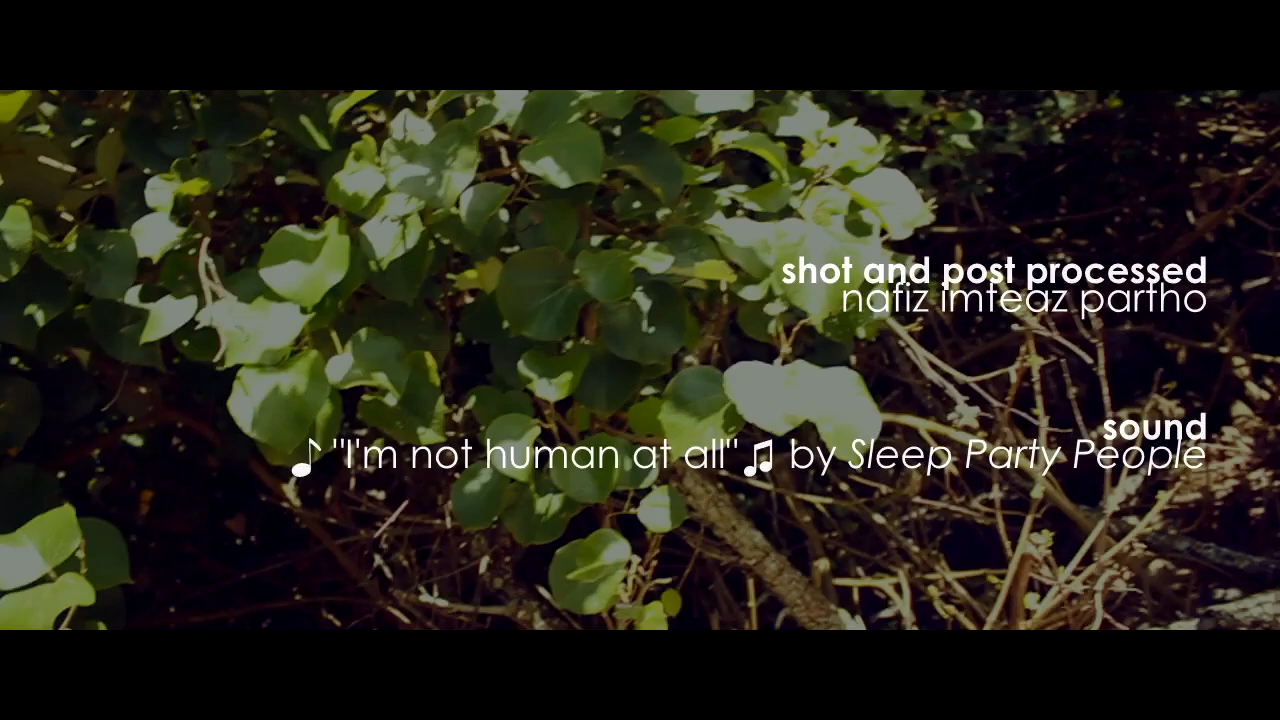 shot and post processed
nafiz imteaz partho
sound
♪ "I'm not human at all" ♫ by Sleep Party People